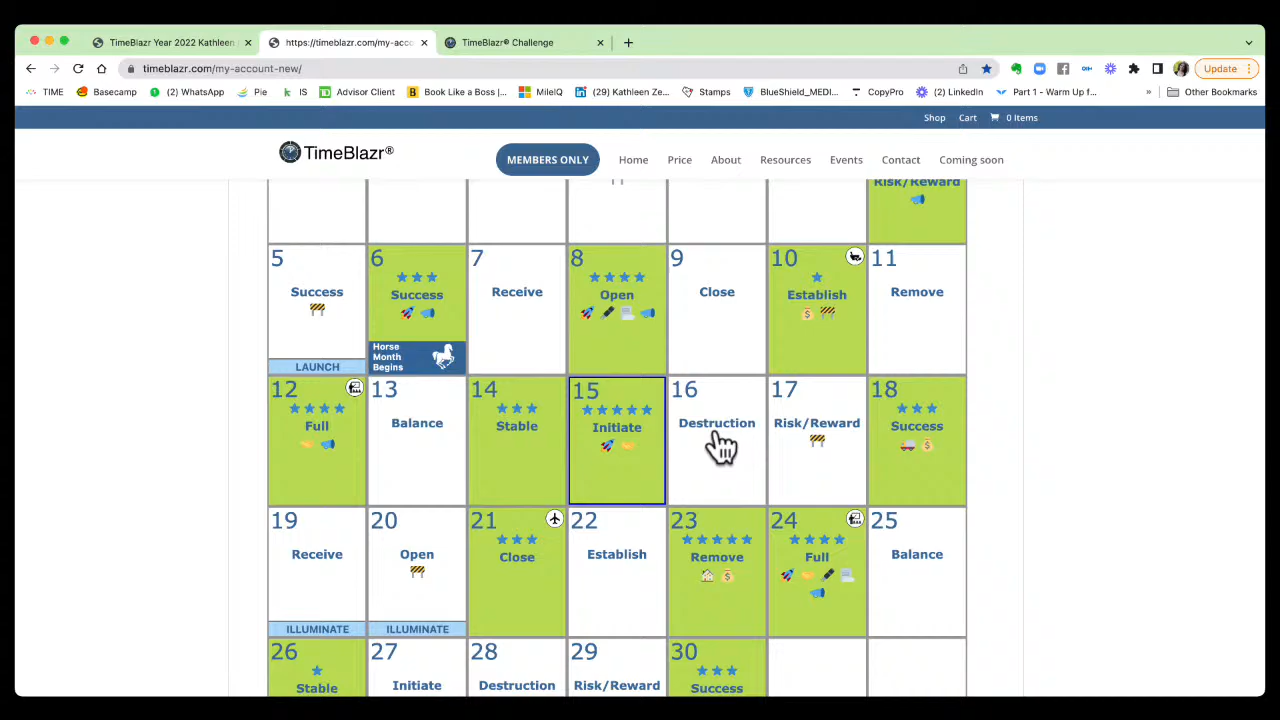 TimeBlazr Year 2022 Kathleen
https://timeblazr.com/my-acco
TimeBlazr® Challenge
timeblazr.com/my-account-new/
Update
TIME
Basecamp
(2) WhatsApp
Pie
IS
Advisor Client
Book Like a Boss |...
MileIQ
(29) Kathleen Ze...
Stamps
BlueShield_MEDI...
CopyPro
(2) LinkedIn
Part 1 - Warm Up f...
»
Other Bookmarks
Shop
Cart
0 Items
TimeBlazr®
MEMBERS ONLY
Home
Price
About
Resources
Events
Contact
Coming soon
Risk/Reward
5
6
7
8
9
10
11
Success
Success
Receive
Open
Close
Establish
Remove
LAUNCH
Horse
Month
Begins
12
13
14
15
16
17
18
Full
Balance
Stable
Initiate
Destruction
Risk/Reward
Success
19
20
21
22
23
24
25
Receive
Open
Close
Establish
Remove
Full
Balance
ILLUMINATE
ILLUMINATE
26
27
28
29
30
Stable
Initiate
Destruction
Risk/Reward
Success